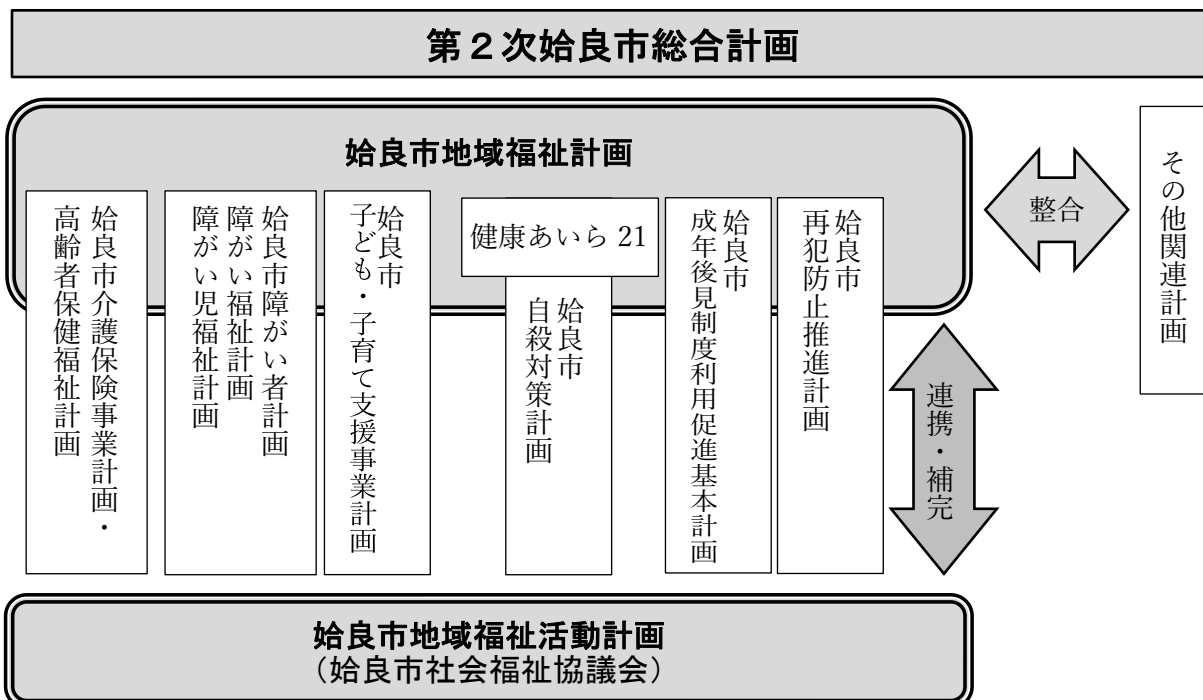 第２次姶良市総合計画
姶良市地域福祉計画
姶良市介護保険事業計画・
高齢者保健福祉計画
姶良市障がい者計画
障がい福祉計画
障がい児福祉計画
姶良市
子ども・子育て支援事業計画
健康あいら 21
姶良市
自殺対策計画
姶良市
成年後見制度利用促進基本計画
姶良市
再犯防止推進計画
整合
その他関連計画
連携・補完
姶良市地域福祉活動計画
（姶良市社会福祉協議会）